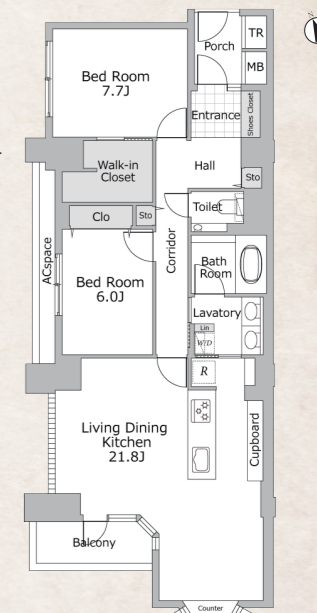 Porch
TR
MB
Bed Room
7.7J
Entrance
Shoes Closet
Walk-in
Closet
Hall
Sto
Clo
Sto
Toilet
ACspace
Bed Room
6.0J
Corridor
Bath
Room
Lavatory
Lin
W/D
R
Living Dining
Kitchen
21.8J
Cupboard
Balcony
Counter